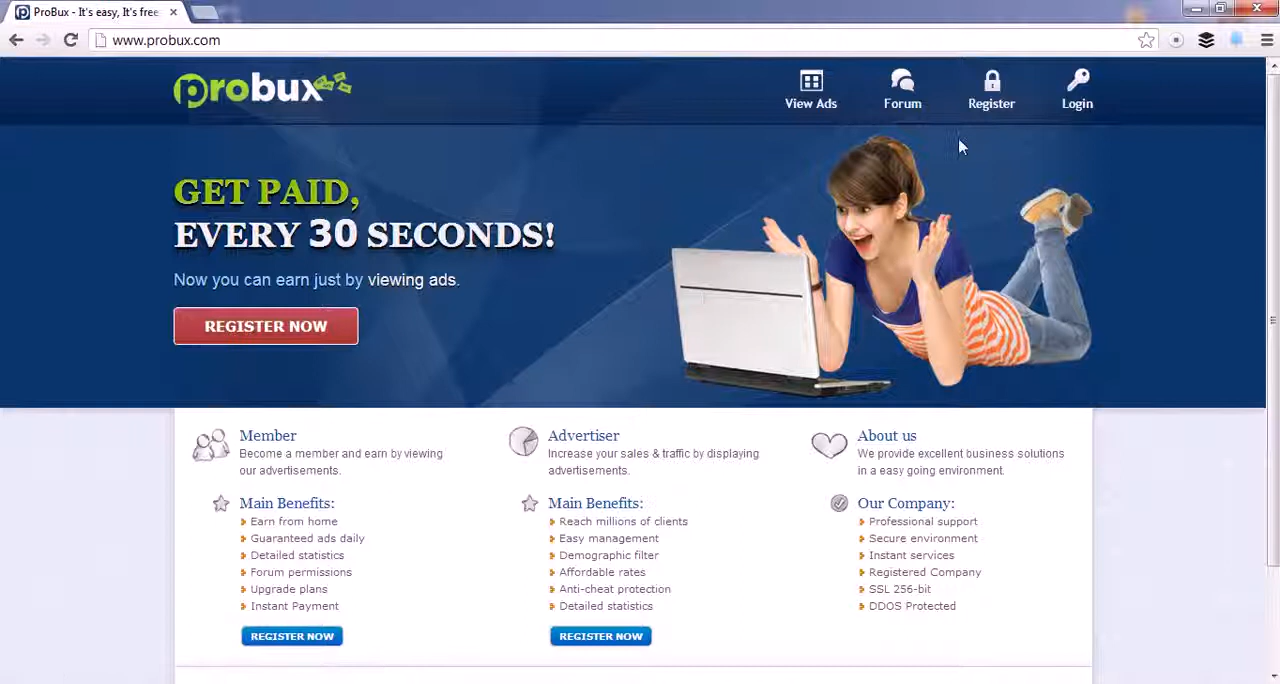 ProBux - It's easy, It's free
www.probux.com
probux
View Ads
Forum
Register
Login
GET PAID,
EVERY 30 SECONDS!
Now you can earn just by viewing ads.
REGISTER NOW
Member
Become a member and earn by viewing
our advertisements.
Main Benefits:
Earn from home
Guaranteed ads daily
Detailed statistics
Forum permissions
Upgrade plans
Instant Payment
REGISTER NOW
Advertiser
Increase your sales & traffic by displaying
advertisements.
Main Benefits:
Reach millions of clients
Easy management
Demographic filter
Affordable rates
Anti-cheat protection
Detailed statistics
REGISTER NOW
About us
We provide excellent business solutions
in a easy going environment.
Our Company:
Professional support
Secure environment
Instant services
Registered Company
SSL 256-bit
DDOS Protected